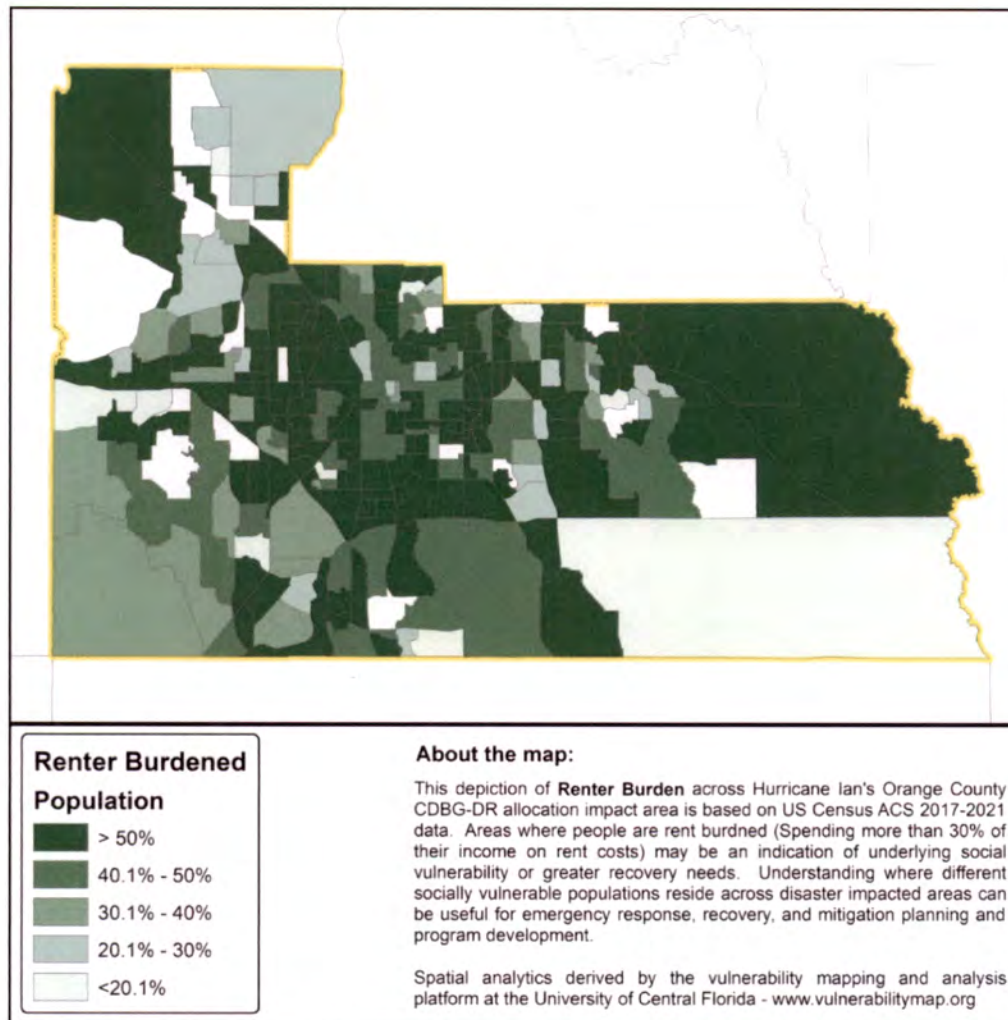 Renter Burdened
Population
> 50%
40.1% - 50%
30.1% - 40%
20.1% - 30%
<20.1%
About the map:
This depiction of Renter Burden across Hurricane Ian's Orange County
CDBG-DR allocation impact area is based on US Census ACS 2017-2021
data. Areas where people are rent burdned (Spending more than 30% of
their income on rent costs) may be an indication of underlying social
vulnerability or greater recovery needs. Understanding where different
socially vulnerable populations reside across disaster impacted areas can
be useful for emergency response, recovery, and mitigation planning and
program development.
Spatial analytics derived by the vulnerability mapping and analysis
platform at the University of Central Florida - www.vulnerabilitymap.org